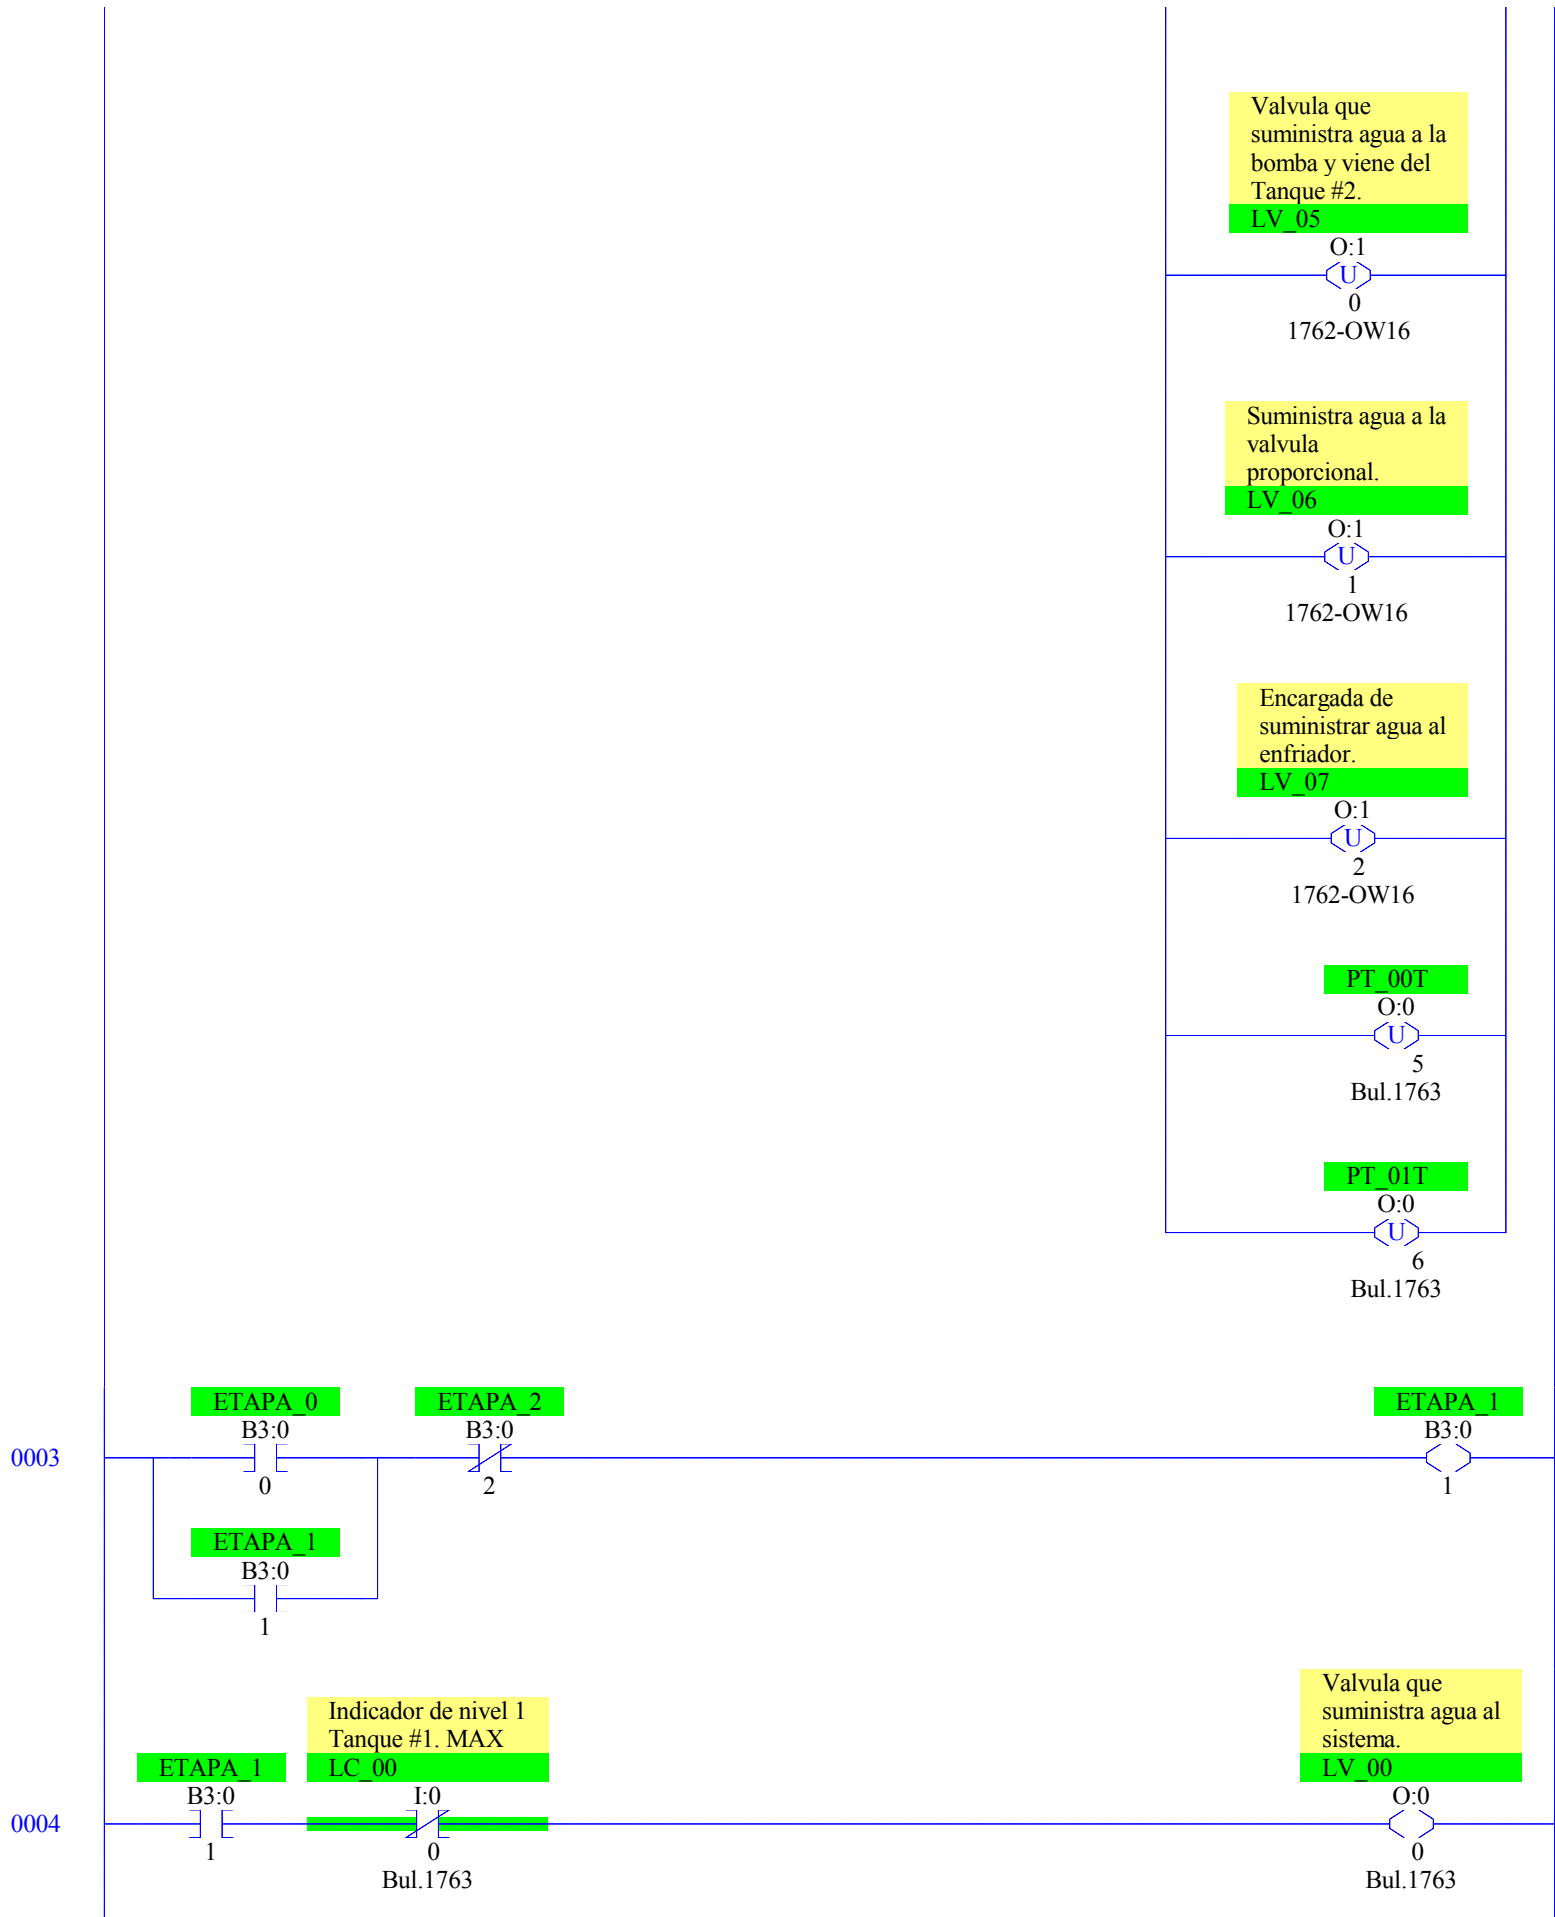 Valvula que
suministra agua a la
bomba y viene del
Tanque #2.
LV_05
O:1
U
0
1762-OW16
Suministra agua a la
valvula
proporcional.
LV_06
O:1
U
1
1762-OW16
Encargada de
suministrar agua al
enfriador.
LV_07
O:1
U
2
1762-OW16
PT_00T
O:0
U
5
Bul.1763
PT_01T
O:0
U
6
Bul.1763
ETAPA_0 ETAPA_2 ETAPA_1
B3:0 B3:0 B3:0
0003
0 2 1
ETAPA_1
B3:0
1
Indicador de nivel 1
Tanque #1. MAX
Valvula que
suministra agua al
sistema.
ETAPA_1 LC_00 LV_00
B3:0 I:0 O:0
0004
1 0 0
Bul.1763 Bul.1763